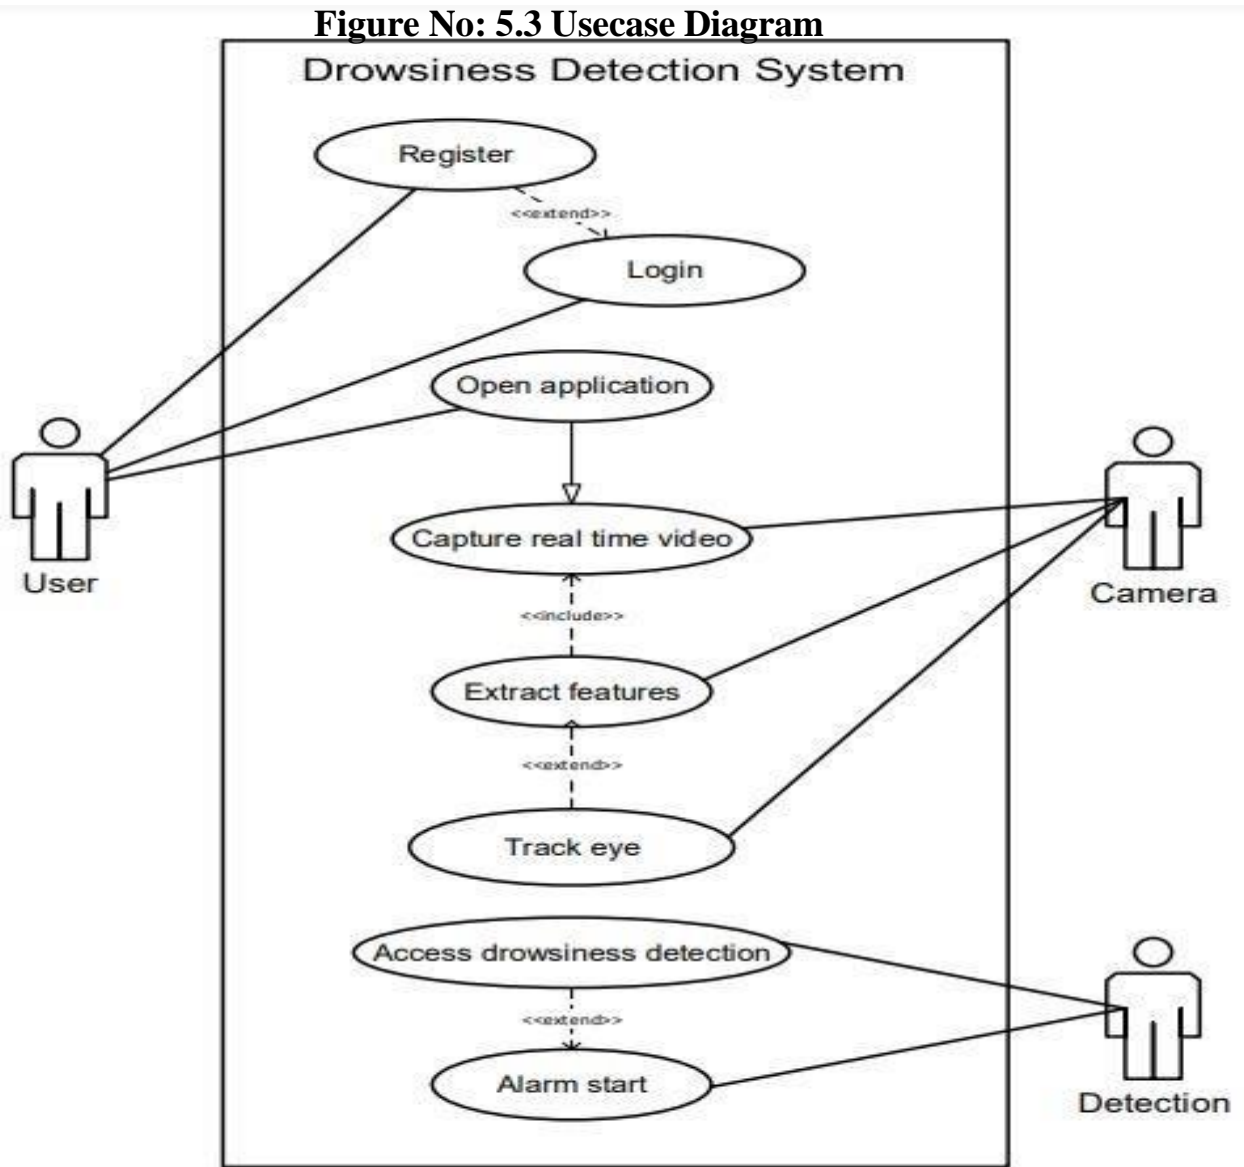 Figure No: 5.3 Usecase Diagram
Drowsiness Detection System
Register
<<extend>>
Login
Open application
User
Capture real time video
Camera
<<include>>
Extract features
<<extend>>
Track eye
Access drowsiness detection
<<extend>>
Alarm start
Detection